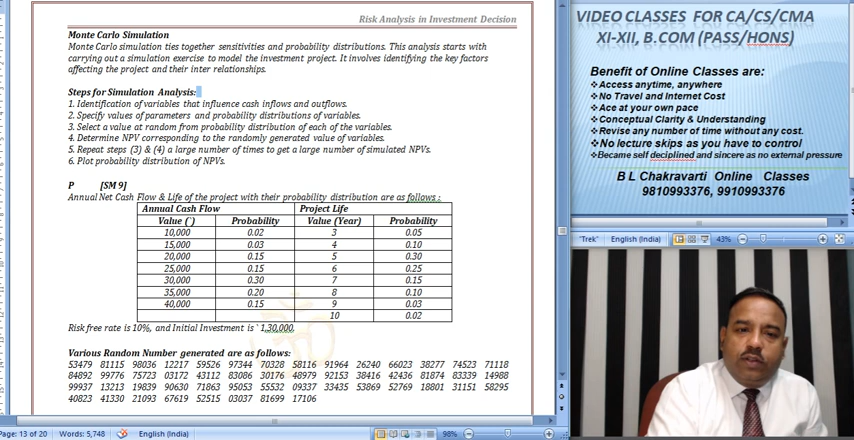 Risk Analysis in Investment Decision
Monte Carlo Simulation
Monte Carlo simulation ties together sensitivities and probability distributions. This analysis starts with
carrying out a simulation exercise to model the investment project. It involves identifying the key factors
affecting the project and their inter relationships.
Steps for Simulation Analysis:
1. Identification of variables that influence cash inflows and outflows.
2. Specify values of parameters and probability distributions of variables.
3. Select a value at random from probability distribution of each of the variables.
4. Determine NPV corresponding to the randomly generated value of variables.
5. Repeat steps (3) & (4) a large number of times to get a large number of simulated NPVs.
6. Plot probability distribution of NPVs.
P [SM 9]
Annual Net Cash Flow & Life of the project with their probability distribution are as follows :
Annual Cash Flow Project Life
Value (`) Probability Value (Year) Probability
10,000 0.02 3 0.05
15,000 0.03 4 0.10
20,000 0.15 5 0.30
25,000 0.15 6 0.25
30,000 0.30 7 0.15
35,000 0.20 8 0.10
40,000 0.15 9 0.03
10 0.02
Risk free rate is 10%, and Initial Investment is ` 1,30,000.
Various Random Number generated are as follows:
53479 81115 98036 12217 59526 97344 70328 58116 91964 26240 66023 38277 74523 71118
84892 99776 75723 03172 43112 83086 30176 48979 92153 38416 42436 81874 83339 14988
99937 13213 19839 90630 71863 95053 55532 09337 33435 53869 52769 18801 31151 58295
40823 41330 21093 67619 52515 03037 81699 17106
Page: 13 of 20 Words: 5,748 English (India) 98%
VIDEO CLASSES FOR CA/CS/CMA
XI-XII, B.COM (PASS/HONS)
Benefit of Online Classes are:
❖Access anytime, anywhere
❖No Travel and Internet Cost
❖Ace at your own pace
❖Conceptual Clarity & Understanding
❖Revise any number of time without any cost.
❖No lecture skips as you have to control
❖Became self deciplined and sincere as no external pressure
B L Chakravarti Online Classes
9810993376, 9910993376
"Trek" English (India) 43%